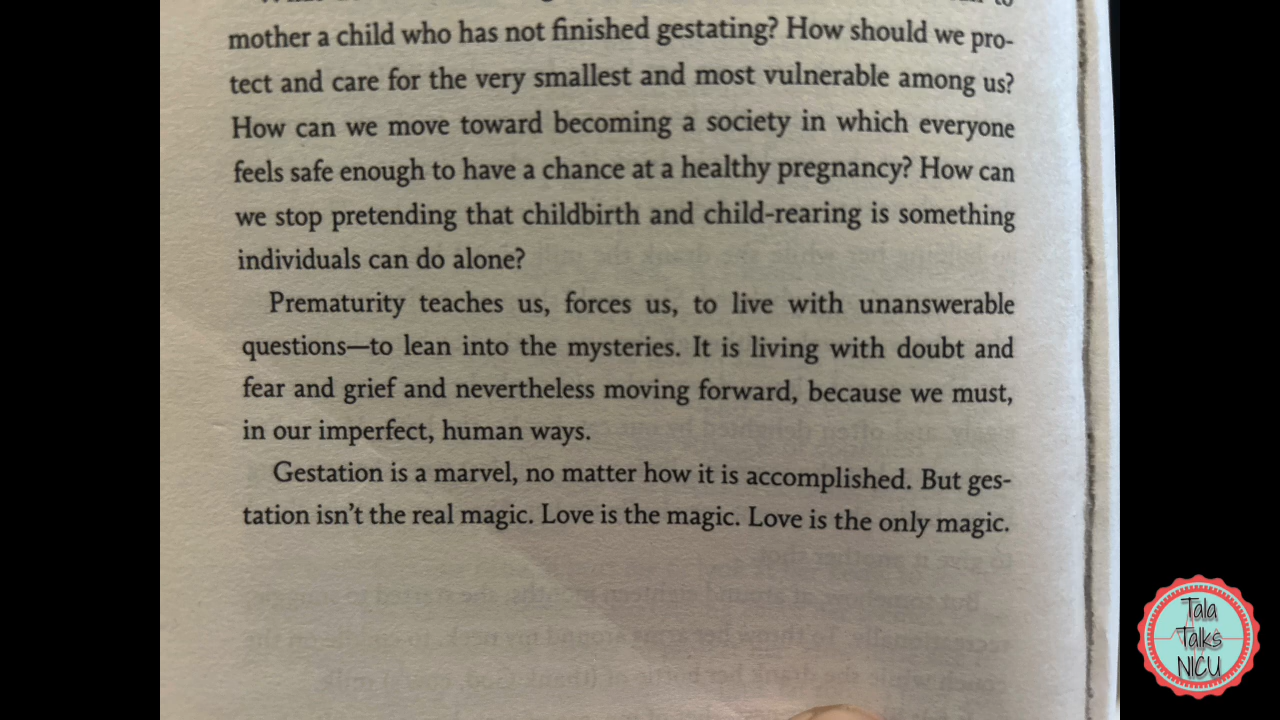 mother a child who has not finished gestating? How should we pro-
tect and care for the very smallest and most vulnerable among us?
How can we move toward becoming a society in which everyone
feels safe enough to have a chance at a healthy pregnancy? How can
we stop pretending that childbirth and child-rearing is something
individuals can do alone?
Prematurity teaches us, forces us, to live with unanswerable
questions—to lean into the mysteries. It is living with doubt and
fear and grief and nevertheless moving forward, because we must,
in our imperfect, human ways.
Gestation is a marvel, no matter how it is accomplished. But ges-
tation isn't the real magic. Love is the magic. Love is the only magic.
Tala
Talks
NICU